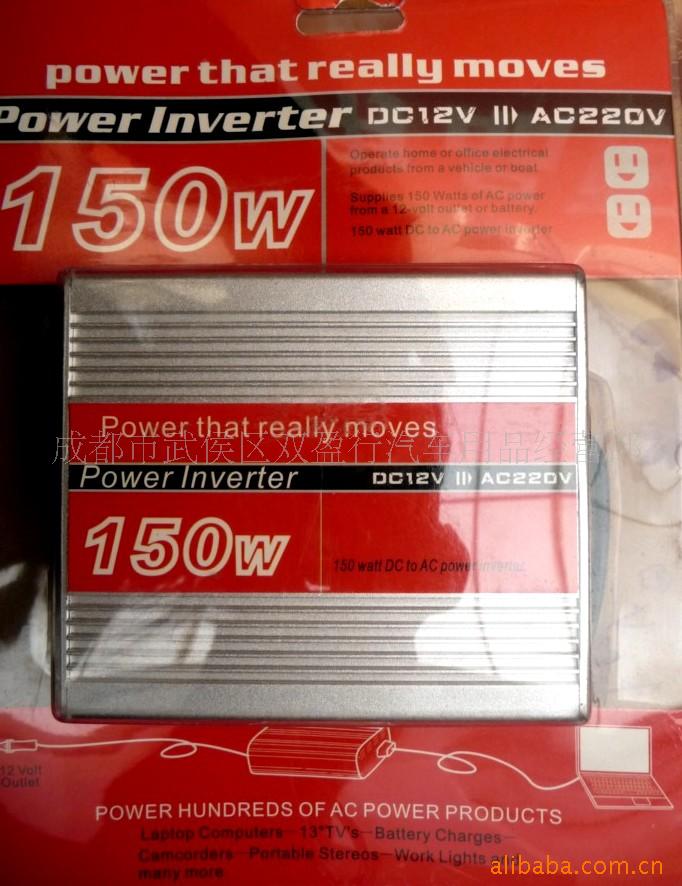 power that really moves
Power Inverter DC12V AC220V
150W
Operate home or office electrical
products from a vehicle or boat.
Supplies 150 Watts of AC power
from a 12-volt outlet or battery.
150 watt DC to AC power inverter
Power that really moves
成都市武侯区双盈行汽车用品经营部
Power Inverter DC12V AC220V
150W
150 watt DC to AC power inverter
12 Volt
Outlet
POWER HUNDREDS OF AC POWER PRODUCTS
Laptop Computers-13"TV's-Battery Charges-
Camcorders-Portable Stereos-Work Lights and
many more
alibaba.com.cn